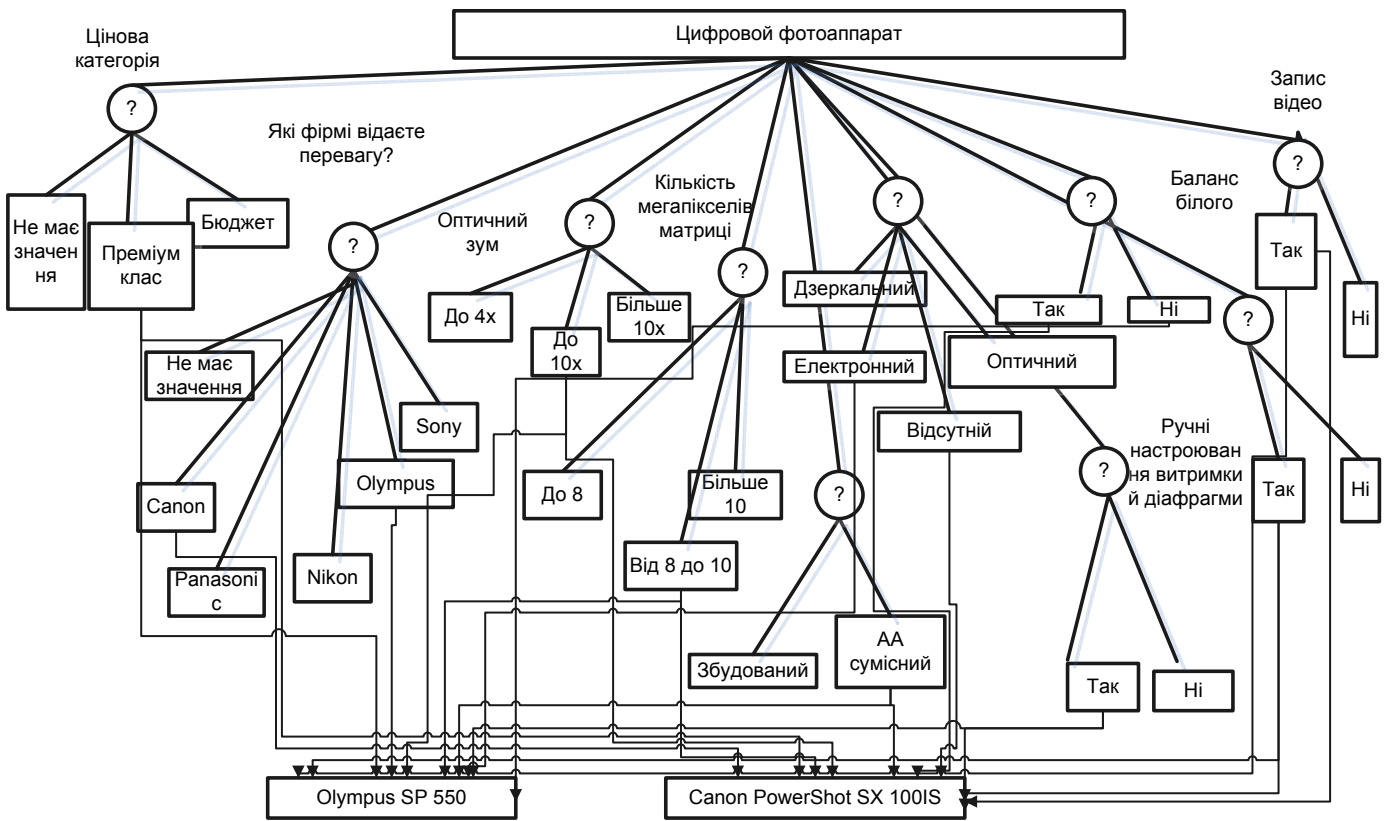 Цифровой фотоаппарат
Цінова
категорія
?
Не має
значен
ня
Преміум
клас
Бюджет
Які фірмі відаєте
перевагу?
?
Не має
значення
Canon
Panasoni
c
Nikon
Olympus
Sony
Оптичний
зум
?
До 4х
До
10х
Більше
10х
Кількість
мегапікселів
матриці
?
До 8
Від 8 до 10
Більше
10
?
Дзеркальний
Електронний
Оптичний
Відсутній
?
Збудований
АА
сумісний
?
Так
Ні
Ручні
настроюван
ня витримки
й діафрагми
?
Так
Ні
Баланс
білого
?
Так
Ні
Запис
відео
?
Так
Ні
Olympus SP 550
Canon PowerShot SX 100IS